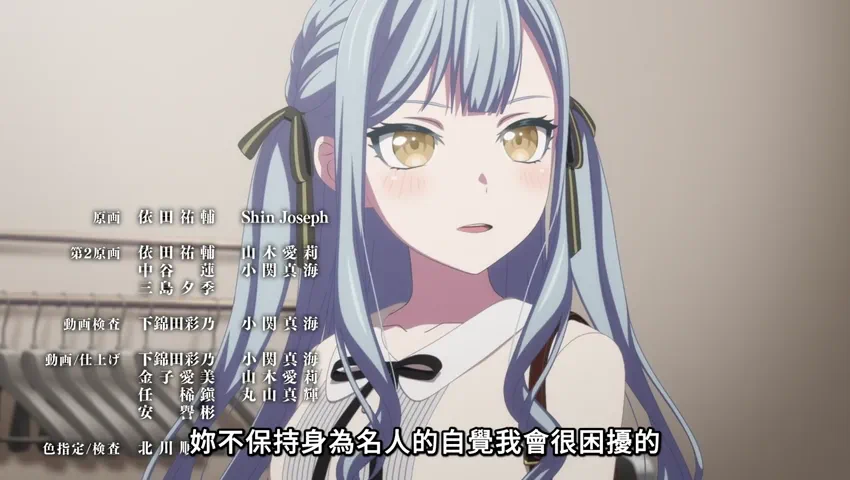 原画 依田祐輔 Shin Joseph
第2原画 依田祐輔 山木愛莉
中谷蓮 小関真海
三島夕季
動画検査 下錦田彩乃 小関真海
動画/仕上げ 下錦田彩乃 小関真海
金子愛美 山木愛莉
任稀鎭 丸山真輝
安彬
色指定/検査 北川
妳不保持身為名人的自覺我會很困擾的